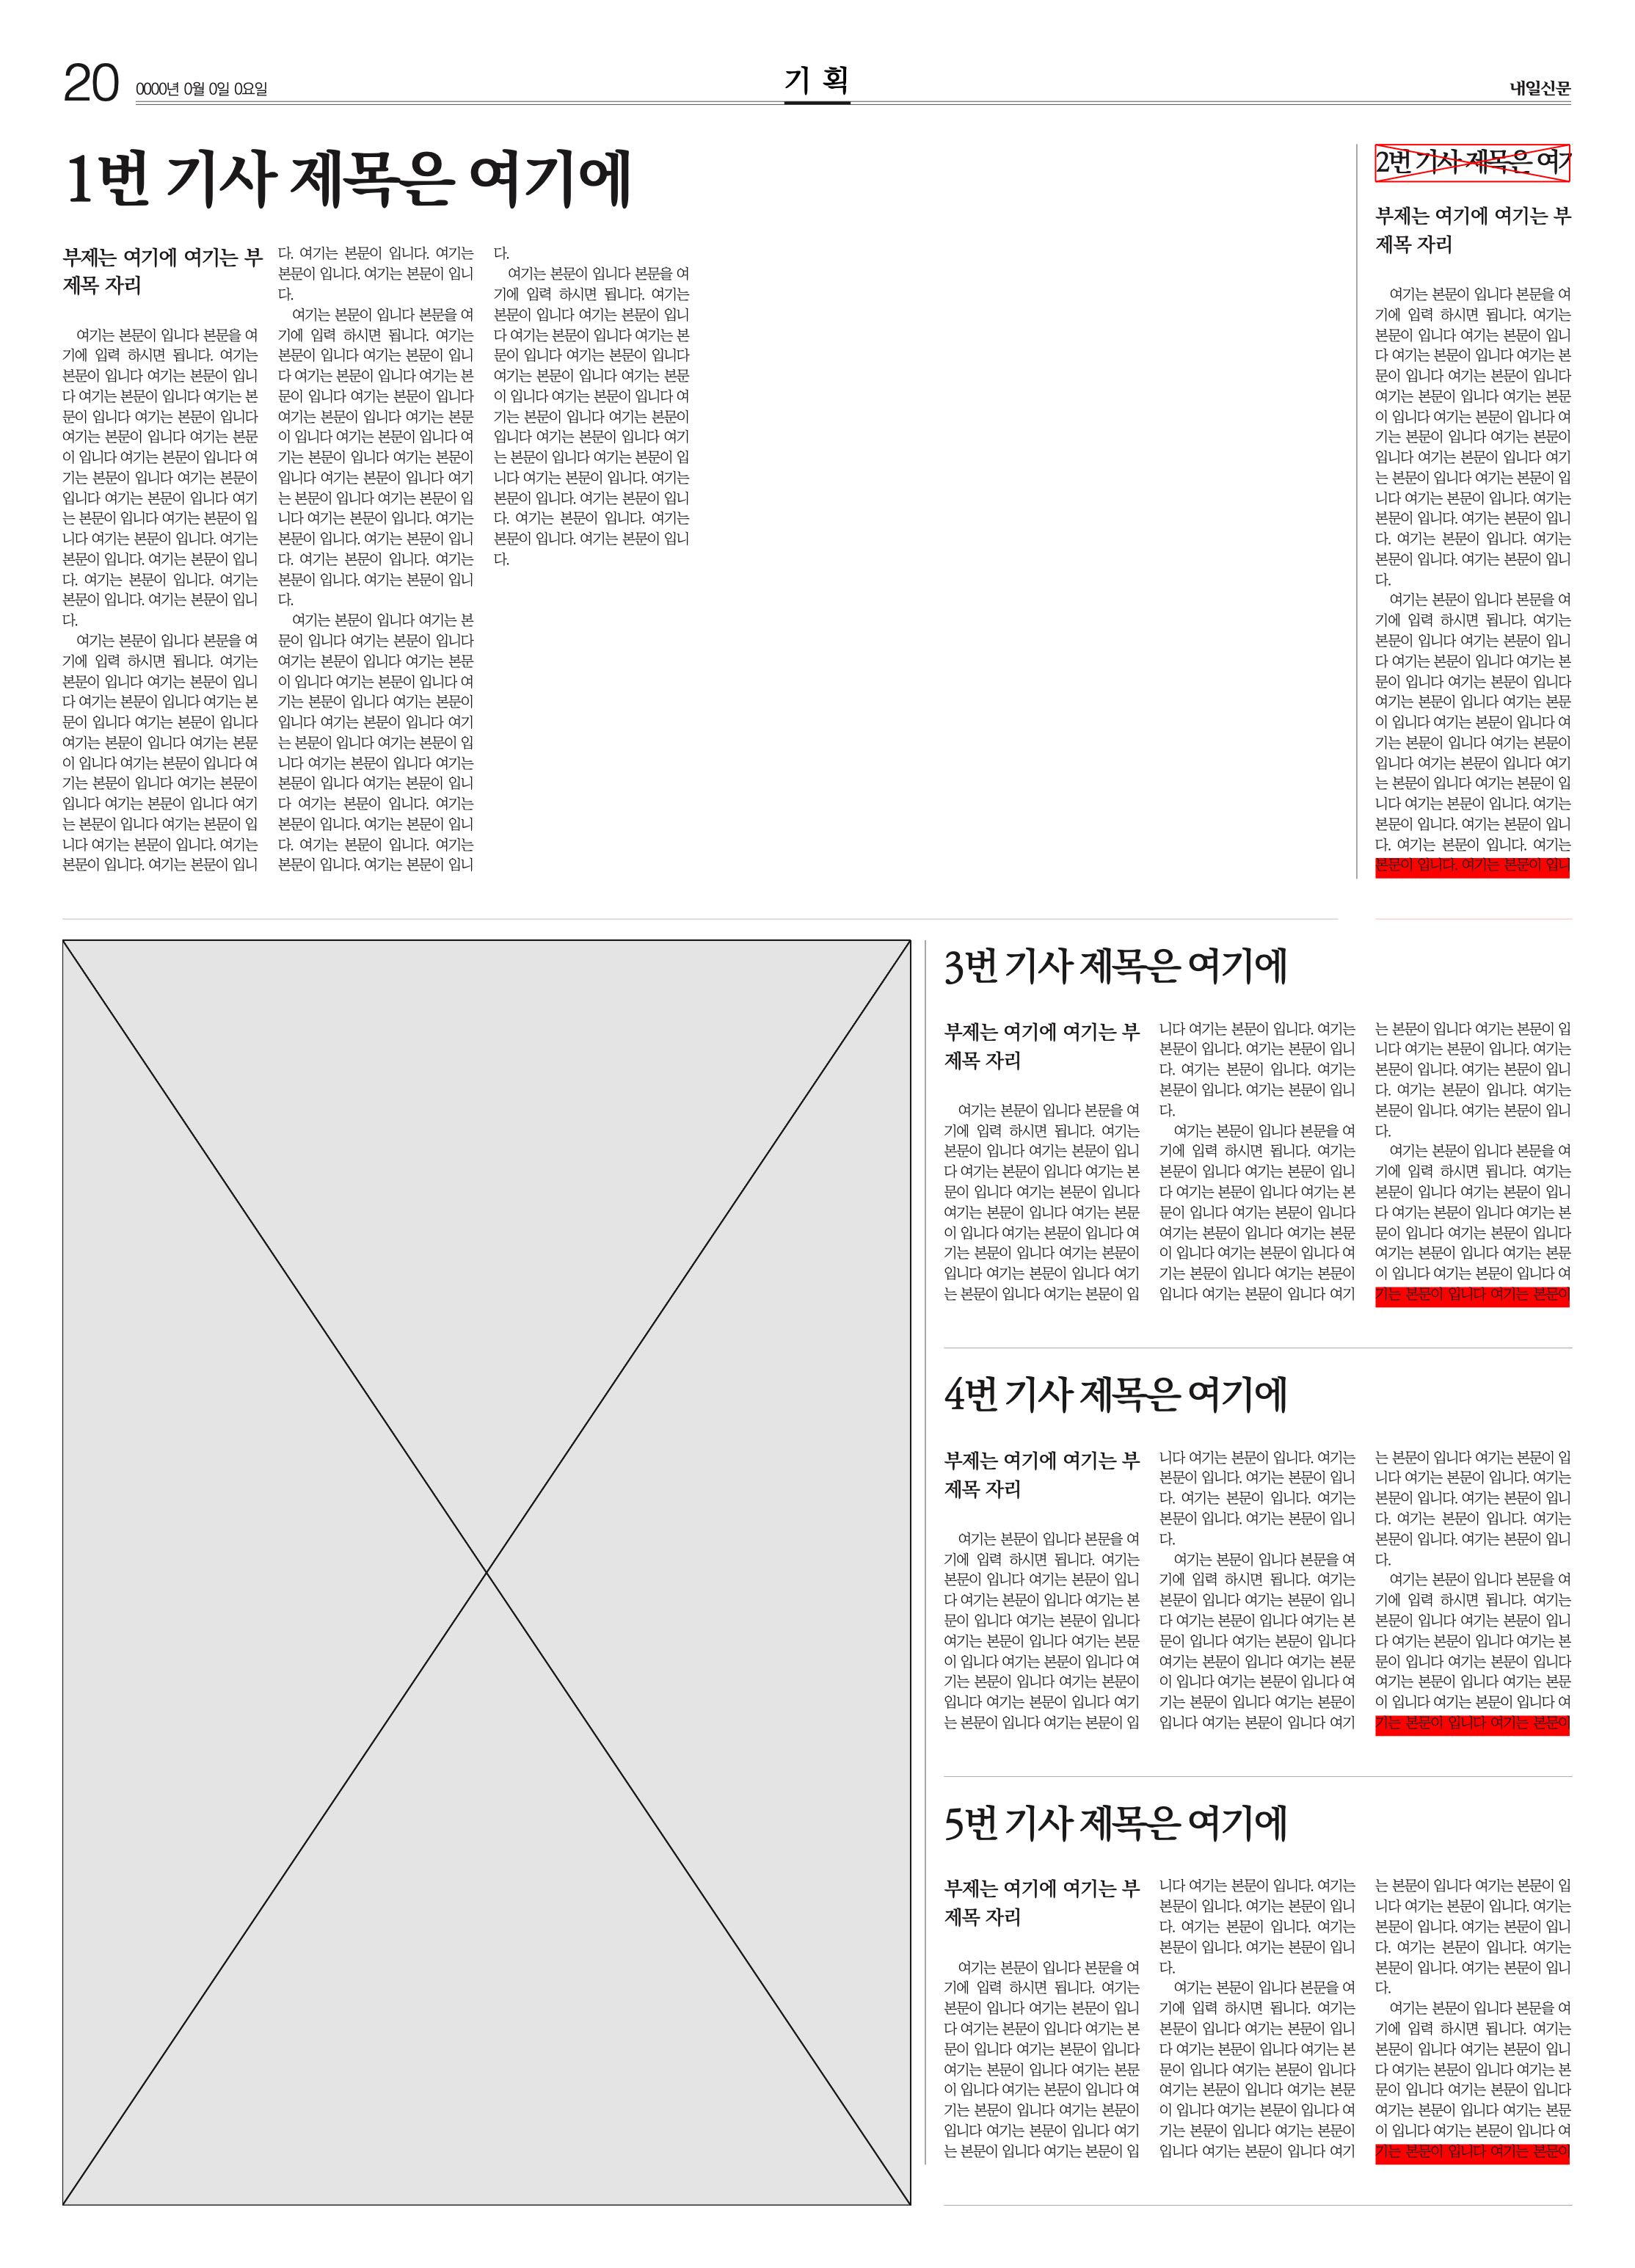 20
0000년 0월 0일 0요일
기 획
내일신문
1번 기사 제목은 여기에
부제는 여기에 여기는 부
제목 자리
여기는 본문이 입니다 본문을 여
기에 입력 하시면 됩니다. 여기는
본문이 입니다 여기는 본문이 입니
다 여기는 본문이 입니다 여기는 본
문이 입니다 여기는 본문이 입니다
여기는 본문이 입니다 여기는 본문
이 입니다 여기는 본문이 입니다 여
기는 본문이 입니다 여기는 본문이
입니다 여기는 본문이 입니다 여기
는 본문이 입니다 여기는 본문이 입
니다 여기는 본문이 입니다. 여기는
본문이 입니다. 여기는 본문이 입니
다. 여기는 본문이 입니다. 여기는
본문이 입니다. 여기는 본문이 입니
다.
여기는 본문이 입니다 본문을 여
기에 입력 하시면 됩니다. 여기는
본문이 입니다 여기는 본문이 입니
다 여기는 본문이 입니다 여기는 본
문이 입니다 여기는 본문이 입니다
여기는 본문이 입니다 여기는 본문
이 입니다 여기는 본문이 입니다 여
기는 본문이 입니다 여기는 본문이
입니다 여기는 본문이 입니다 여기
는 본문이 입니다 여기는 본문이 입
니다 여기는 본문이 입니다. 여기는
본문이 입니다. 여기는 본문이 입니
다. 여기는 본문이 입니다. 여기는
본문이 입니다. 여기는 본문이 입니
다.
여기는 본문이 입니다 본문을 여
기에 입력 하시면 됩니다. 여기는
본문이 입니다 여기는 본문이 입니
다 여기는 본문이 입니다 여기는 본
문이 입니다 여기는 본문이 입니다
여기는 본문이 입니다 여기는 본문
이 입니다 여기는 본문이 입니다 여
기는 본문이 입니다 여기는 본문이
입니다 여기는 본문이 입니다 여기
는 본문이 입니다 여기는 본문이 입
니다 여기는 본문이 입니다. 여기는
본문이 입니다. 여기는 본문이 입니
다. 여기는 본문이 입니다. 여기는
본문이 입니다. 여기는 본문이 입니
다.
여기는 본문이 입니다 여기는 본
문이 입니다 여기는 본문이 입니다
여기는 본문이 입니다 여기는 본문
이 입니다 여기는 본문이 입니다 여
기는 본문이 입니다 여기는 본문이
입니다 여기는 본문이 입니다 여기
는 본문이 입니다 여기는 본문이 입
니다 여기는 본문이 입니다. 여기는
본문이 입니다. 여기는 본문이 입니
다 여기는 본문이 입니다. 여기는
본문이 입니다. 여기는 본문이 입니
다. 여기는 본문이 입니다. 여기는
본문이 입니다. 여기는 본문이 입니
다.
여기는 본문이 입니다 본문을 여
기에 입력 하시면 됩니다. 여기는
본문이 입니다 여기는 본문이 입니
다 여기는 본문이 입니다 여기는 본
문이 입니다 여기는 본문이 입니다
여기는 본문이 입니다 여기는 본문
이 입니다 여기는 본문이 입니다 여
기는 본문이 입니다 여기는 본문이
입니다 여기는 본문이 입니다 여기
는 본문이 입니다 여기는 본문이 입
니다 여기는 본문이 입니다. 여기는
본문이 입니다. 여기는 본문이 입니
다. 여기는 본문이 입니다. 여기는
본문이 입니다. 여기는 본문이 입니
다.
2번 기사 제목은
부제는 여기에 여기는 부
제목 자리
여기는 본문이 입니다 본문을 여
기에 입력 하시면 됩니다. 여기는
본문이 입니다 여기는 본문이 입니
다 여기는 본문이 입니다 여기는 본
문이 입니다 여기는 본문이 입니다
여기는 본문이 입니다 여기는 본문
이 입니다 여기는 본문이 입니다 여
기는 본문이 입니다 여기는 본문이
입니다 여기는 본문이 입니다 여기
는 본문이 입니다 여기는 본문이 입
니다 여기는 본문이 입니다. 여기는
본문이 입니다. 여기는 본문이 입니
다. 여기는 본문이 입니다. 여기는
본문이 입니다. 여기는 본문이 입니
다.
여기는 본문이 입니다 본문을 여
기에 입력 하시면 됩니다. 여기는
본문이 입니다 여기는 본문이 입니
다 여기는 본문이 입니다 여기는 본
문이 입니다 여기는 본문이 입니다
여기는 본문이 입니다 여기는 본문
이 입니다 여기는 본문이 입니다 여
기는 본문이 입니다 여기는 본문이
입니다 여기는 본문이 입니다 여기
는 본문이 입니다 여기는 본문이 입
니다 여기는 본문이 입니다. 여기는
본문이 입니다. 여기는 본문이 입니
다. 여기는 본문이 입니다. 여기는
본문이 입니다. 여기는 본문이 입니
3번 기사 제목은 여기에
부제는 여기에 여기는 부
제목 자리
여기는 본문이 입니다 본문을 여
기에 입력 하시면 됩니다. 여기는
본문이 입니다 여기는 본문이 입니
다 여기는 본문이 입니다 여기는 본
문이 입니다 여기는 본문이 입니다
여기는 본문이 입니다 여기는 본문
이 입니다 여기는 본문이 입니다 여
기는 본문이 입니다 여기는 본문이
입니다 여기는 본문이 입니다 여기
는 본문이 입니다 여기는 본문이 입
니다 여기는 본문이 입니다. 여기는
본문이 입니다. 여기는 본문이 입니
다. 여기는 본문이 입니다. 여기는
본문이 입니다. 여기는 본문이 입니
다.
여기는 본문이 입니다 본문을 여
기에 입력 하시면 됩니다. 여기는
본문이 입니다 여기는 본문이 입니
다 여기는 본문이 입니다 여기는 본
문이 입니다 여기는 본문이 입니다
여기는 본문이 입니다 여기는 본문
이 입니다 여기는 본문이 입니다 여
기는 본문이 입니다 여기는 본문이
입니다 여기는 본문이 입니다 여기
는 본문이 입니다 여기는 본문이 입
니다 여기는 본문이 입니다. 여기는
본문이 입니다. 여기는 본문이 입니
다. 여기는 본문이 입니다. 여기는
본문이 입니다. 여기는 본문이 입니
다.
여기는 본문이 입니다 본문을 여
기에 입력 하시면 됩니다. 여기는
본문이 입니다 여기는 본문이 입니
다 여기는 본문이 입니다 여기는 본
문이 입니다 여기는 본문이 입니다
여기는 본문이 입니다 여기는 본문
이 입니다 여기는 본문이 입니다 여
기는 본문이 입니다 여기는 본문이
4번 기사 제목은 여기에
부제는 여기에 여기는 부
제목 자리
여기는 본문이 입니다 본문을 여
기에 입력 하시면 됩니다. 여기는
본문이 입니다 여기는 본문이 입니
다 여기는 본문이 입니다 여기는 본
문이 입니다 여기는 본문이 입니다
여기는 본문이 입니다 여기는 본문
이 입니다 여기는 본문이 입니다 여
기는 본문이 입니다 여기는 본문이
입니다 여기는 본문이 입니다 여기
는 본문이 입니다 여기는 본문이 입
니다 여기는 본문이 입니다. 여기는
본문이 입니다. 여기는 본문이 입니
다. 여기는 본문이 입니다. 여기는
본문이 입니다. 여기는 본문이 입니
다.
여기는 본문이 입니다 본문을 여
기에 입력 하시면 됩니다. 여기는
본문이 입니다 여기는 본문이 입니
다 여기는 본문이 입니다 여기는 본
문이 입니다 여기는 본문이 입니다
여기는 본문이 입니다 여기는 본문
이 입니다 여기는 본문이 입니다 여
기는 본문이 입니다 여기는 본문이
입니다 여기는 본문이 입니다 여기
는 본문이 입니다 여기는 본문이 입
니다 여기는 본문이 입니다. 여기는
본문이 입니다. 여기는 본문이 입니
다. 여기는 본문이 입니다. 여기는
본문이 입니다. 여기는 본문이 입니
다.
여기는 본문이 입니다 본문을 여
기에 입력 하시면 됩니다. 여기는
본문이 입니다 여기는 본문이 입니
다 여기는 본문이 입니다 여기는 본
문이 입니다 여기는 본문이 입니다
여기는 본문이 입니다 여기는 본문
이 입니다 여기는 본문이 입니다 여
기는 본문이 입니다 여기는 본문이
5번 기사 제목은 여기에
부제는 여기에 여기는 부
제목 자리
여기는 본문이 입니다 본문을 여
기에 입력 하시면 됩니다. 여기는
본문이 입니다 여기는 본문이 입니
다 여기는 본문이 입니다 여기는 본
문이 입니다 여기는 본문이 입니다
여기는 본문이 입니다 여기는 본문
이 입니다 여기는 본문이 입니다 여
기는 본문이 입니다 여기는 본문이
입니다 여기는 본문이 입니다 여기
는 본문이 입니다 여기는 본문이 입
니다 여기는 본문이 입니다. 여기는
본문이 입니다. 여기는 본문이 입니
다. 여기는 본문이 입니다. 여기는
본문이 입니다. 여기는 본문이 입니
다.
여기는 본문이 입니다 본문을 여
기에 입력 하시면 됩니다. 여기는
본문이 입니다 여기는 본문이 입니
다 여기는 본문이 입니다 여기는 본
문이 입니다 여기는 본문이 입니다
여기는 본문이 입니다 여기는 본문
이 입니다 여기는 본문이 입니다 여
기는 본문이 입니다 여기는 본문이
입니다 여기는 본문이 입니다 여기
는 본문이 입니다 여기는 본문이 입
니다 여기는 본문이 입니다. 여기는
본문이 입니다. 여기는 본문이 입니
다. 여기는 본문이 입니다. 여기는
본문이 입니다. 여기는 본문이 입니
다.
여기는 본문이 입니다 본문을 여
기에 입력 하시면 됩니다. 여기는
본문이 입니다 여기는 본문이 입니
다 여기는 본문이 입니다 여기는 본
문이 입니다 여기는 본문이 입니다
여기는 본문이 입니다 여기는 본문
이 입니다 여기는 본문이 입니다 여
기는 본문이 입니다 여기는 본문이